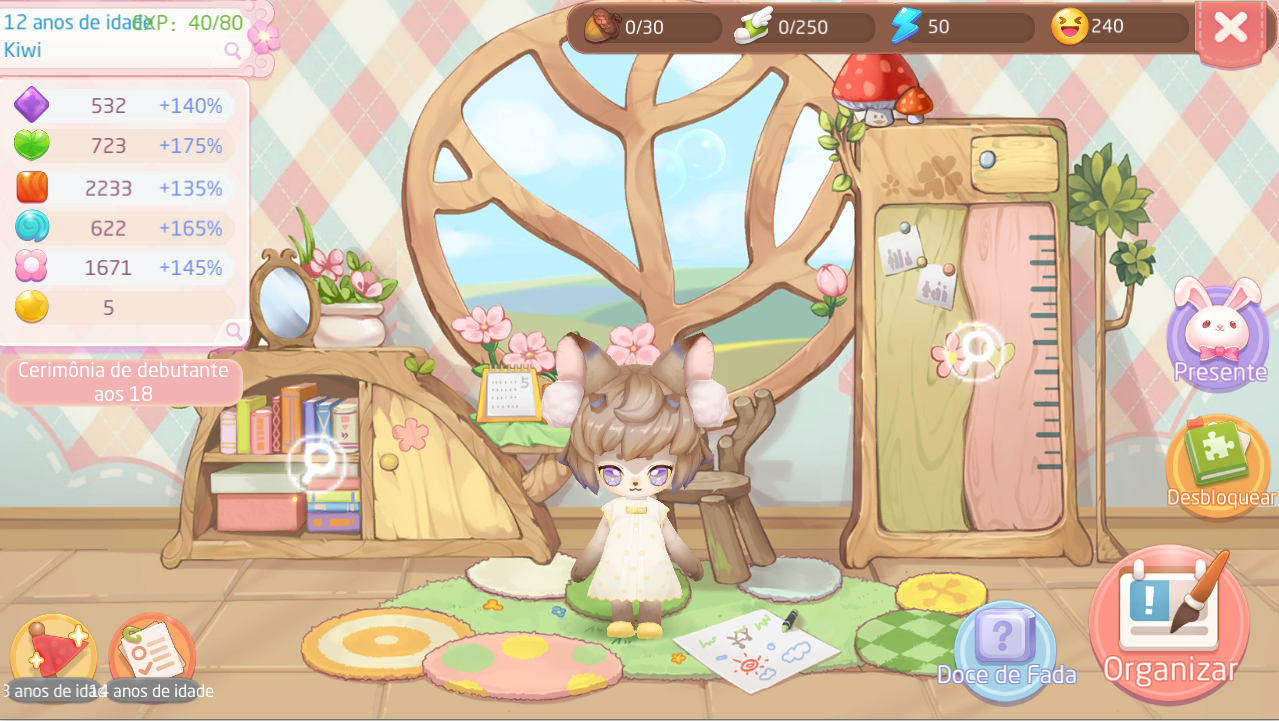 12 anos de idade
EXP: 40/80
Kiwi
0/30
0/250
50
240
532 +140%
723 +175%
2233 +135%
622 +165%
1671 +145%
5
Cerimônia de debutante
aos 18
5
Presente
Desbloquear
Doce de Fada
?
!
Organizar
3 anos de idade
14 anos de idade